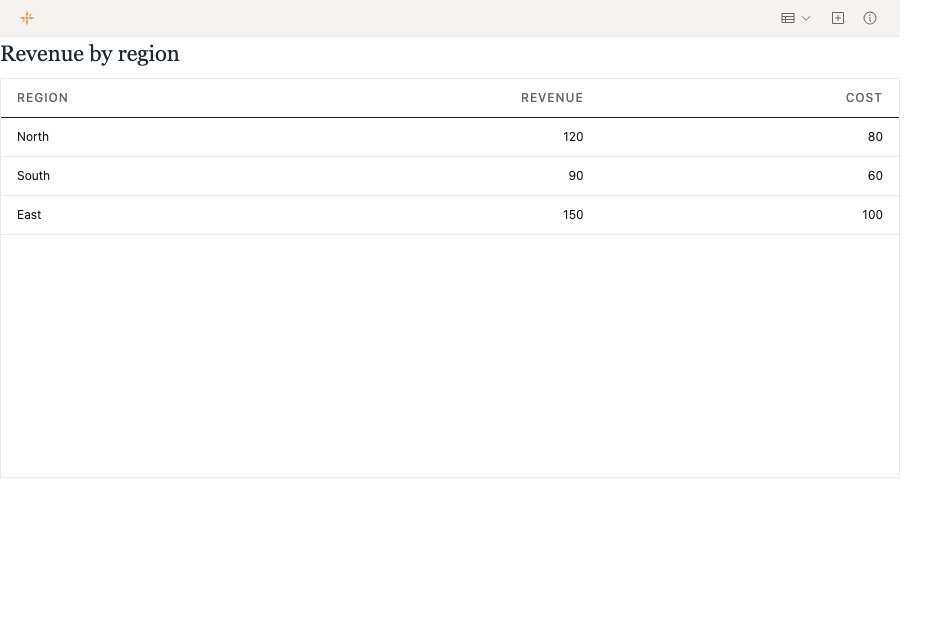 Revenue by region
REGION REVENUE COST
North 120 80
South 90 60
East 150 100